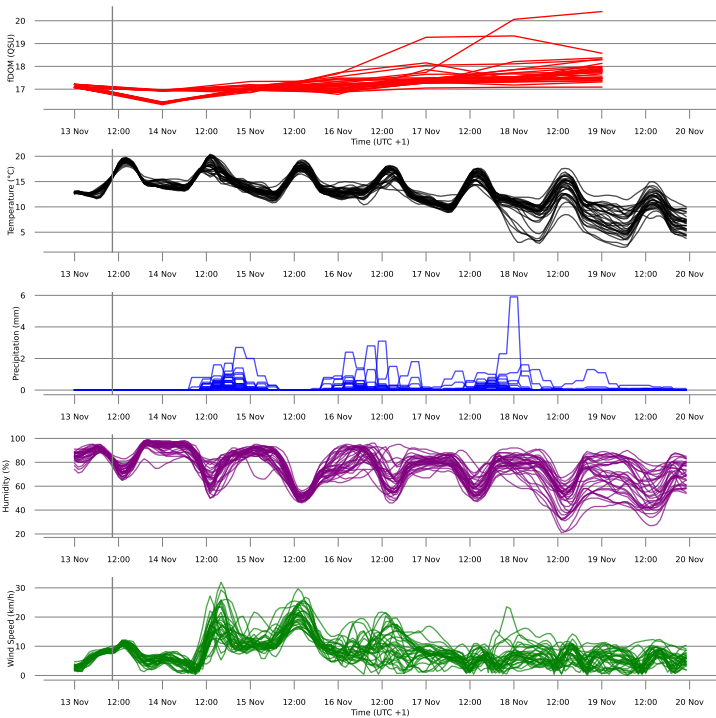 fDOM (QSU)
20
19
18
17
13 Nov 12:00 14 Nov 12:00 15 Nov 12:00 16 Nov 12:00 17 Nov 12:00 18 Nov 12:00 19 Nov 12:00 20 Nov
Time (UTC +1)
Temperature (°C)
20
15
10
5
13 Nov 12:00 14 Nov 12:00 15 Nov 12:00 16 Nov 12:00 17 Nov 12:00 18 Nov 12:00 19 Nov 12:00 20 Nov
Precipitation (mm)
6
4
2
0
13 Nov 12:00 14 Nov 12:00 15 Nov 12:00 16 Nov 12:00 17 Nov 12:00 18 Nov 12:00 19 Nov 12:00 20 Nov
Humidity (%)
100
80
60
40
20
13 Nov 12:00 14 Nov 12:00 15 Nov 12:00 16 Nov 12:00 17 Nov 12:00 18 Nov 12:00 19 Nov 12:00 20 Nov
Wind Speed (km/h)
30
20
10
0
13 Nov 12:00 14 Nov 12:00 15 Nov 12:00 16 Nov 12:00 17 Nov 12:00 18 Nov 12:00 19 Nov 12:00 20 Nov
Time (UTC +1)